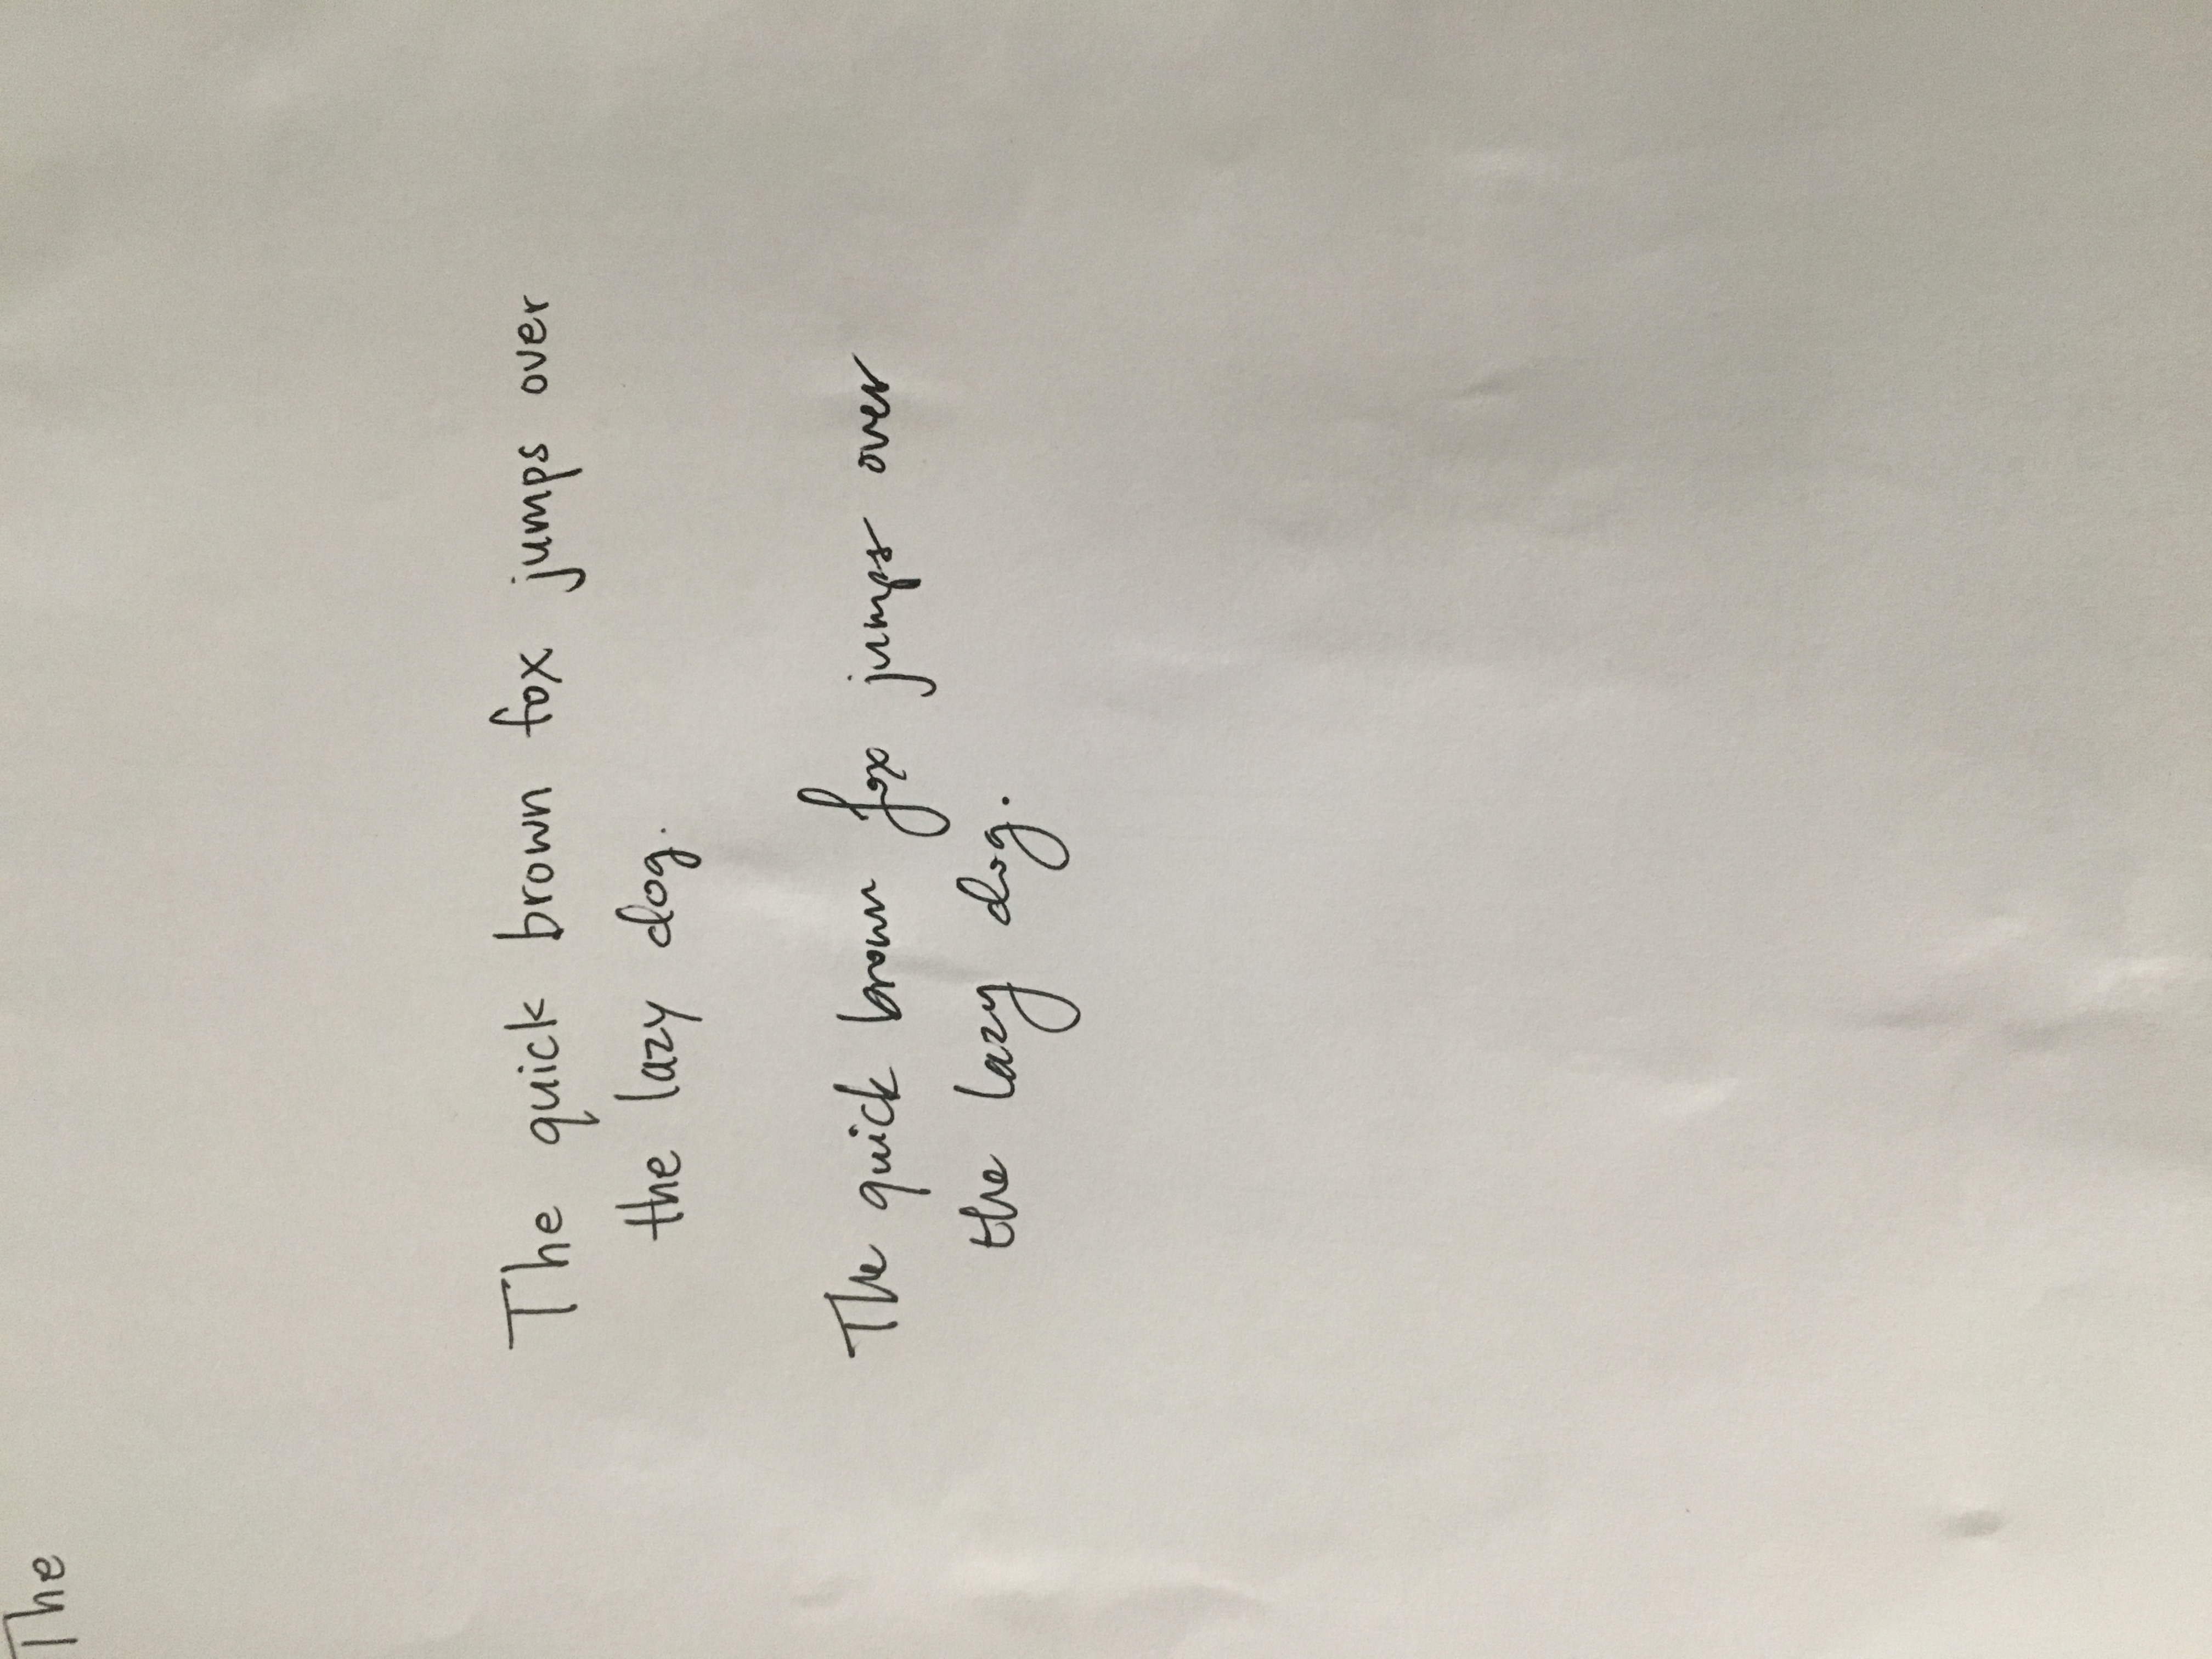 The
The quick brown fox jumps over
the lazy dog.
The quick brown fox jumps over
the lazy dog.